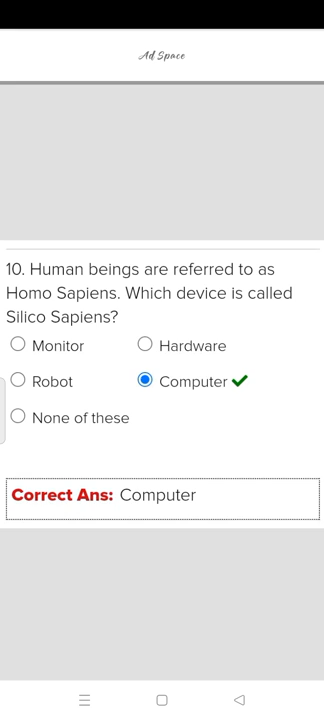 Ad Space
10. Human beings are referred to as
Homo Sapiens. Which device is called
Silico Sapiens?
Monitor
Hardware
Robot
Computer
None of these
Correct Ans: Computer